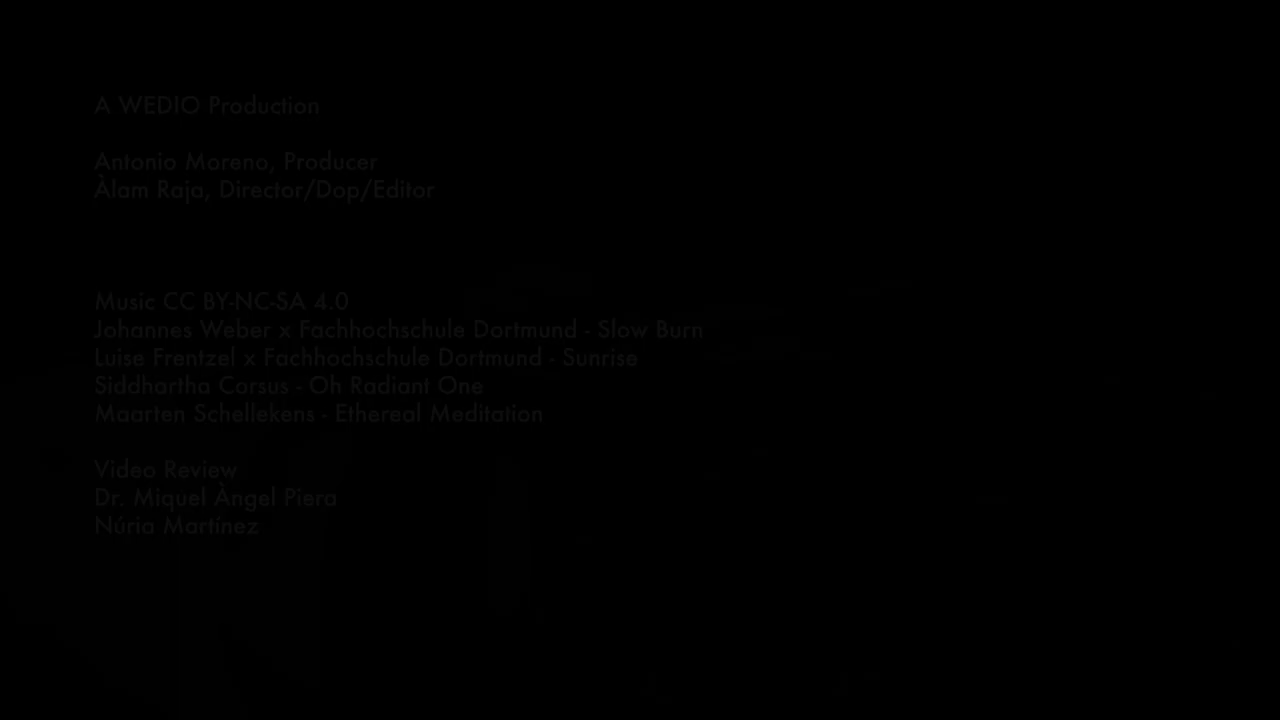 A WEDIO Production
Antonio Moreno, Producer
Àlam Raja, Director/Dop/Editor
Music CC BY-NC-SA 4.0
Johannes Weber x Fachhochschule Dortmund - Slow Burn
Luise Frentzel x Fachhochschule Dortmund - Sunrise
Siddhartha Corsus - Oh Radiant One
Maarten Schellekens - Ethereal Meditation
Video Review
Dr. Miquel Àngel Piera
Núria Martínez